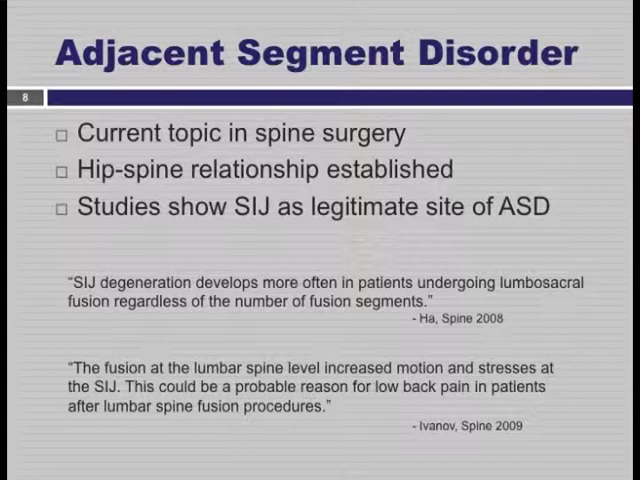 Adjacent Segment Disorder
8
Current topic in spine surgery
Hip-spine relationship established
Studies show SIJ as legitimate site of ASD
“SIJ degeneration develops more often in patients undergoing lumbosacral
fusion regardless of the number of fusion segments.”
- Ha, Spine 2008
“The fusion at the lumbar spine level increased motion and stresses at
the SIJ. This could be a probable reason for low back pain in patients
after lumbar spine fusion procedures.”
- Ivanov, Spine 2009